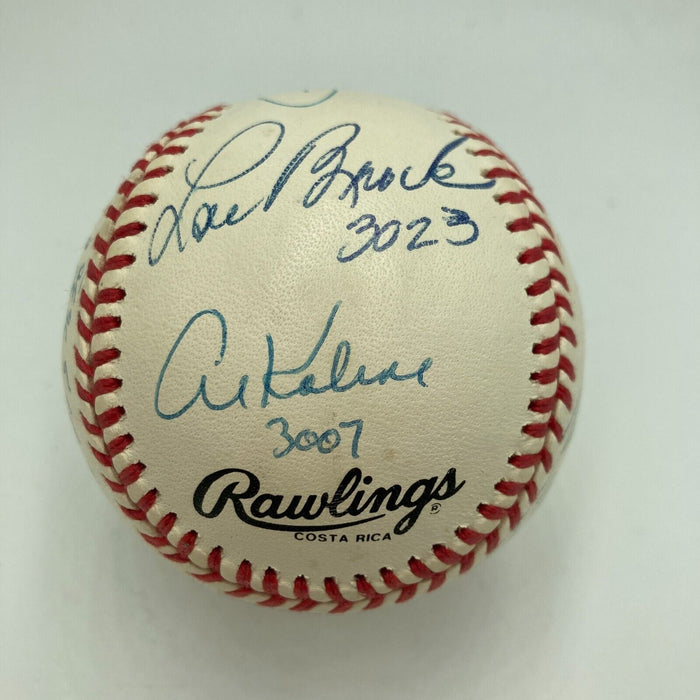 Lou Brock
3023
Al Kaline
3007
Rawlings
R
COSTA RICA